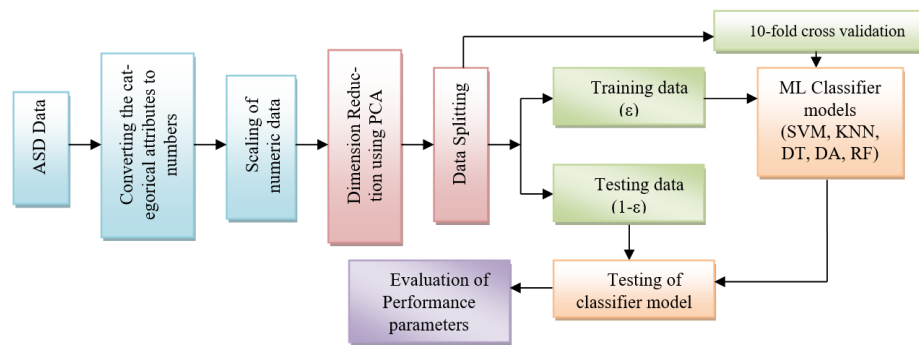 ASD Data
Converting the cat-
egorical attributes to
numbers
Scaling of
numeric data
Dimension Reduc-
tion using PCA
Data Splitting
10-fold cross validation
Training data
(ε)
Testing data
(1-ε)
ML Classifier
models
(SVM, KNN,
DT, DA, RF)
Testing of
classifier model
Evaluation of
Performance
parameters